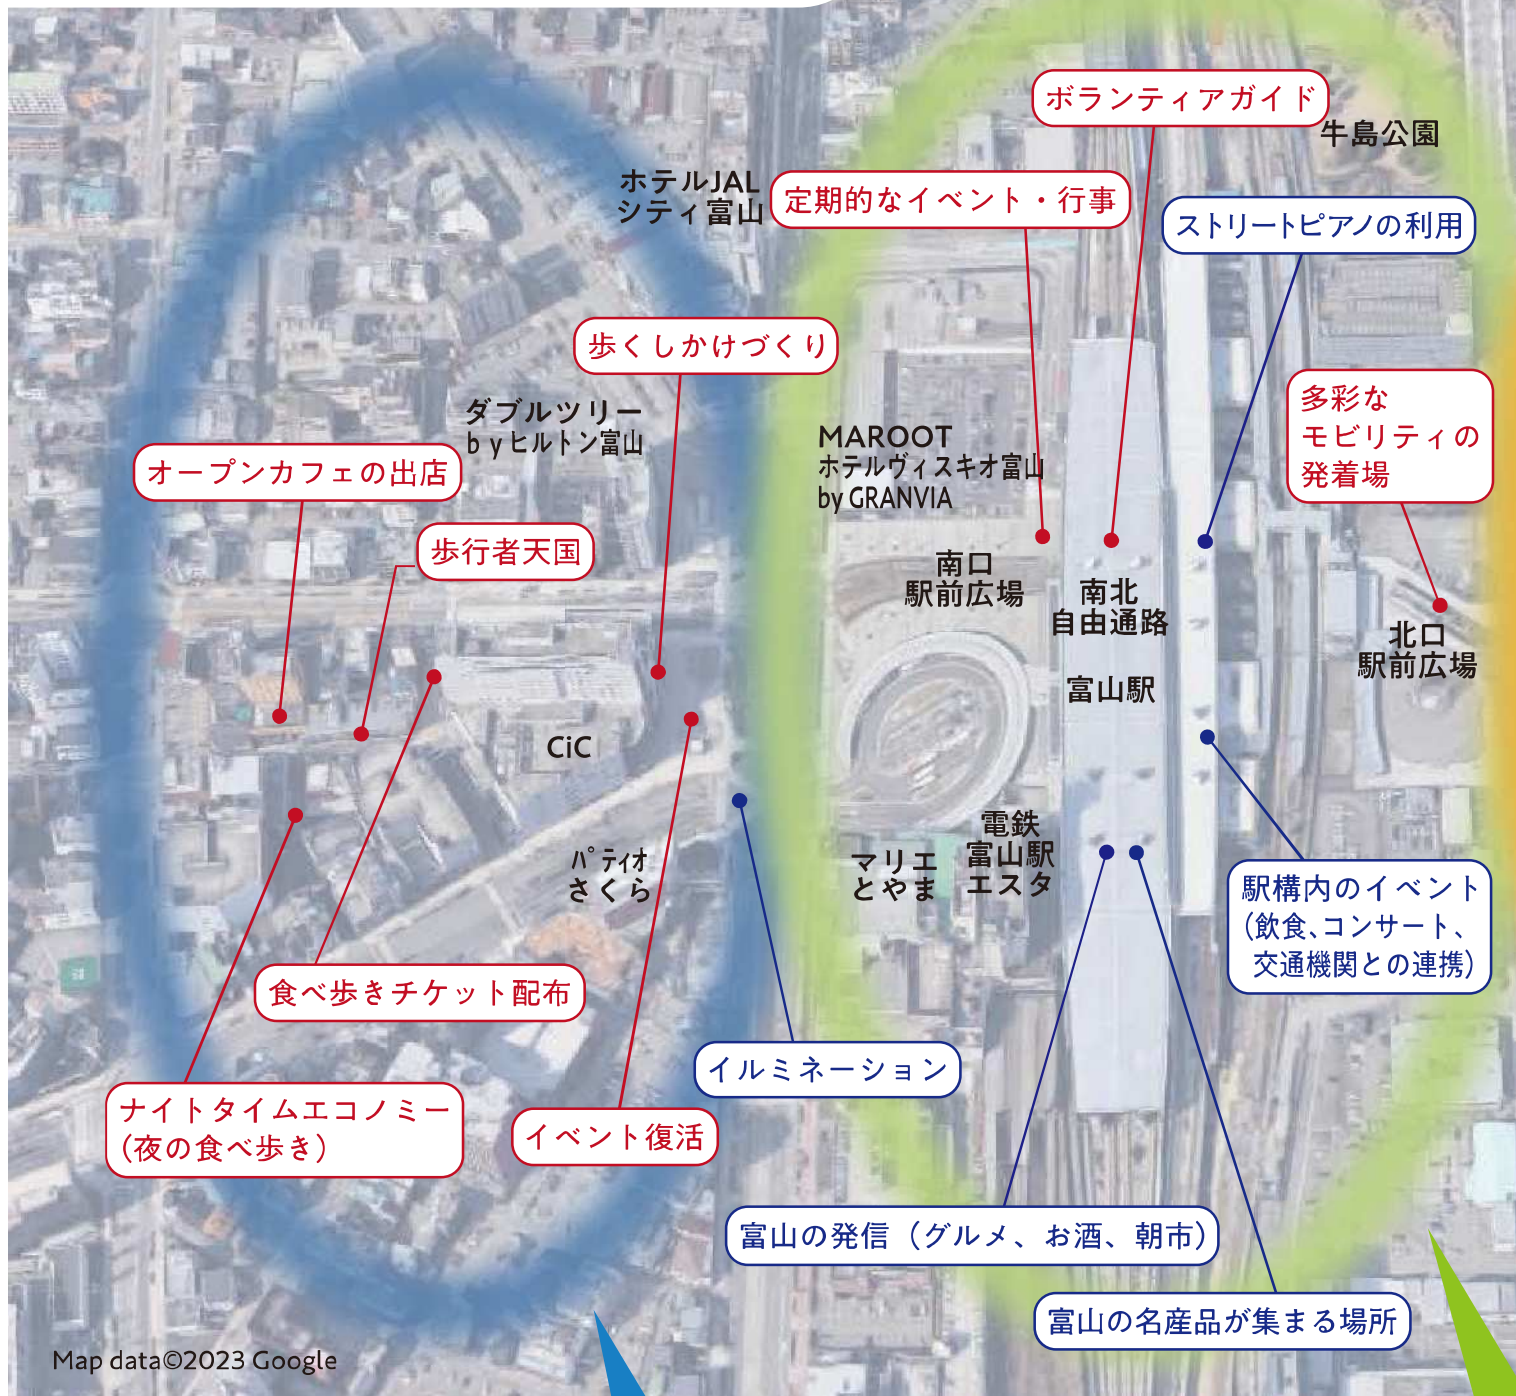 ボランティアガイド
牛島公園
ホテルJAL
シティ富山
定期的なイベント・行事
ストリートピアノの利用
歩くしかけづくり
多彩な
モビリティの
発着場
ダブルツリー
byヒルトン富山
MAROOT
ホテルヴィスキオ富山
by GRANVIA
オープンカフェの出店
歩行者天国
南口
駅前広場
南北
自由通路
北口
駅前広場
富山駅
CiC
電鉄
富山駅
エスタ
マリエ
とやま
パティオ
さくら
駅構内のイベント
(飲食、コンサート、
交通機関との連携)
食べ歩きチケット配布
イルミネーション
ナイトタイムエコノミー
(夜の食べ歩き)
イベント復活
富山の発信（グルメ、お酒、朝市）
富山の名産品が集まる場所
Map data©2023 Google